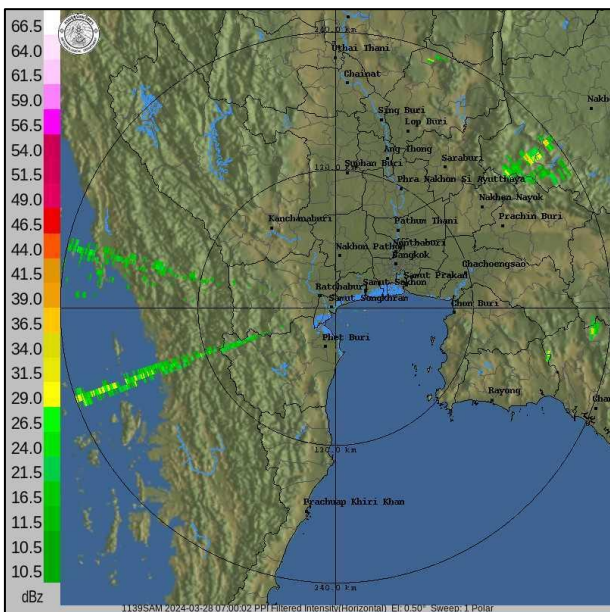 66.5
64.0
61.5
59.0
56.5
54.0
51.5
49.0
46.5
44.0
41.5
39.0
36.5
34.0
31.5
29.0
26.5
24.0
21.5
16.5
11.5
10.5
10.5
dBz
240.0 km
Uthai Thani
Chainat
Sing Buri
Lop Buri
Ang Thong
120.0 km
Suphan Buri
Saraburi
Phra Nakhon Si Ayutthaya
Nakhon Nayok
Kanchanaburi
Pathum Thani
Prachin Buri
Nonthaburi
Nakhon Pathom
Bangkok
Chachoengsao
Samut Prakan
Ratchaburi
Samut Sakhon
Samut Songkhram
Chon Buri
Phet Buri
Rayong
Chan
120.0 km
Prachuap Khiri Khan
240.0 km
1139SAM 2024-03-28 07:00:02 PPI Filtered Intensity(Horizontal) El: 0.50° Sweep: 1 Polar